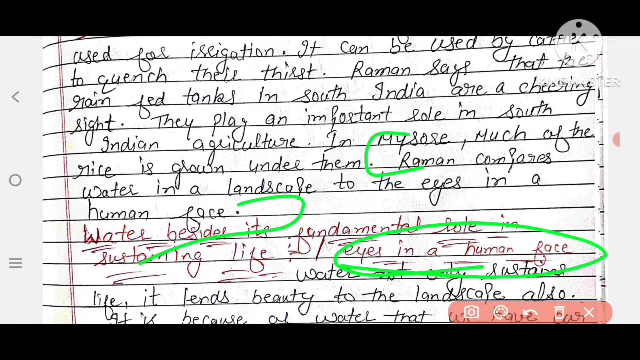 used for irrigation. It can be used by cattle
to quench their thirst. Raman says that the
rain fed tanks in south India are a cheering
sight. They play an important role in south
Indian agriculture. In Mysore, Much of the
rice is grown under them. Raman compares
water in a landscape to the eyes in a
human face.
Water besides its fundamental role in
sustaining life :/ eyes in a human face
water not only sustains
life, it lends beauty to the landscape also.
It is because of water that we have our